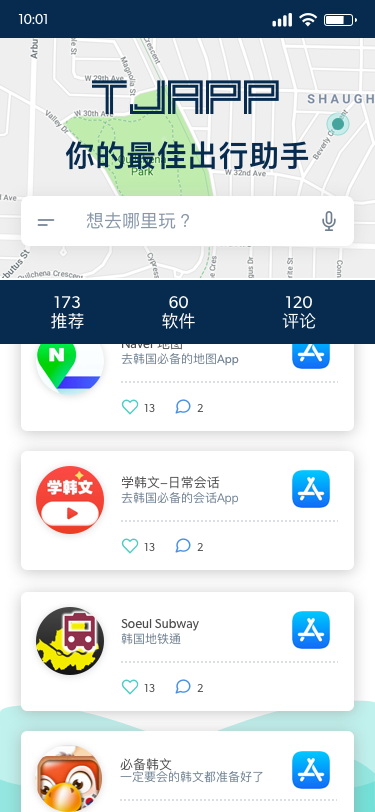 10:01
Arbu
W 29th Ave
Magnolia St
Crescent
TJAPP
SHAUGH
Valley Dr
W 30th Ave
Beverly Cr
你的最佳出行助手
Quilchena
Park
W 32nd Ave
想去哪里玩？
Arbutus St
Quilchena Crescent
Cypress
173
60
120
推荐
软件
评论
Naver 地图
N
去韩国必备的地图App
13
2
学韩文
学韩文-日常会话
去韩国必备的会话App
13
2
Soeul Subway
韩国地铁通
13
2
必备韩文
一定要会的韩文都准备好了